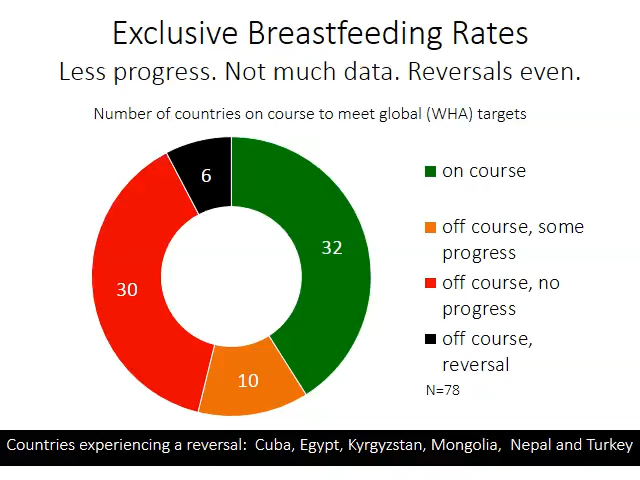 Exclusive Breastfeeding Rates
Less progress. Not much data. Reversals even.
Number of countries on course to meet global (WHA) targets
6
32
30
10
on course
off course, some
progress
off course, no
progress
off course,
reversal
N=78
Countries experiencing a reversal:  Cuba, Egypt, Kyrgyzstan, Mongolia,  Nepal and Turkey